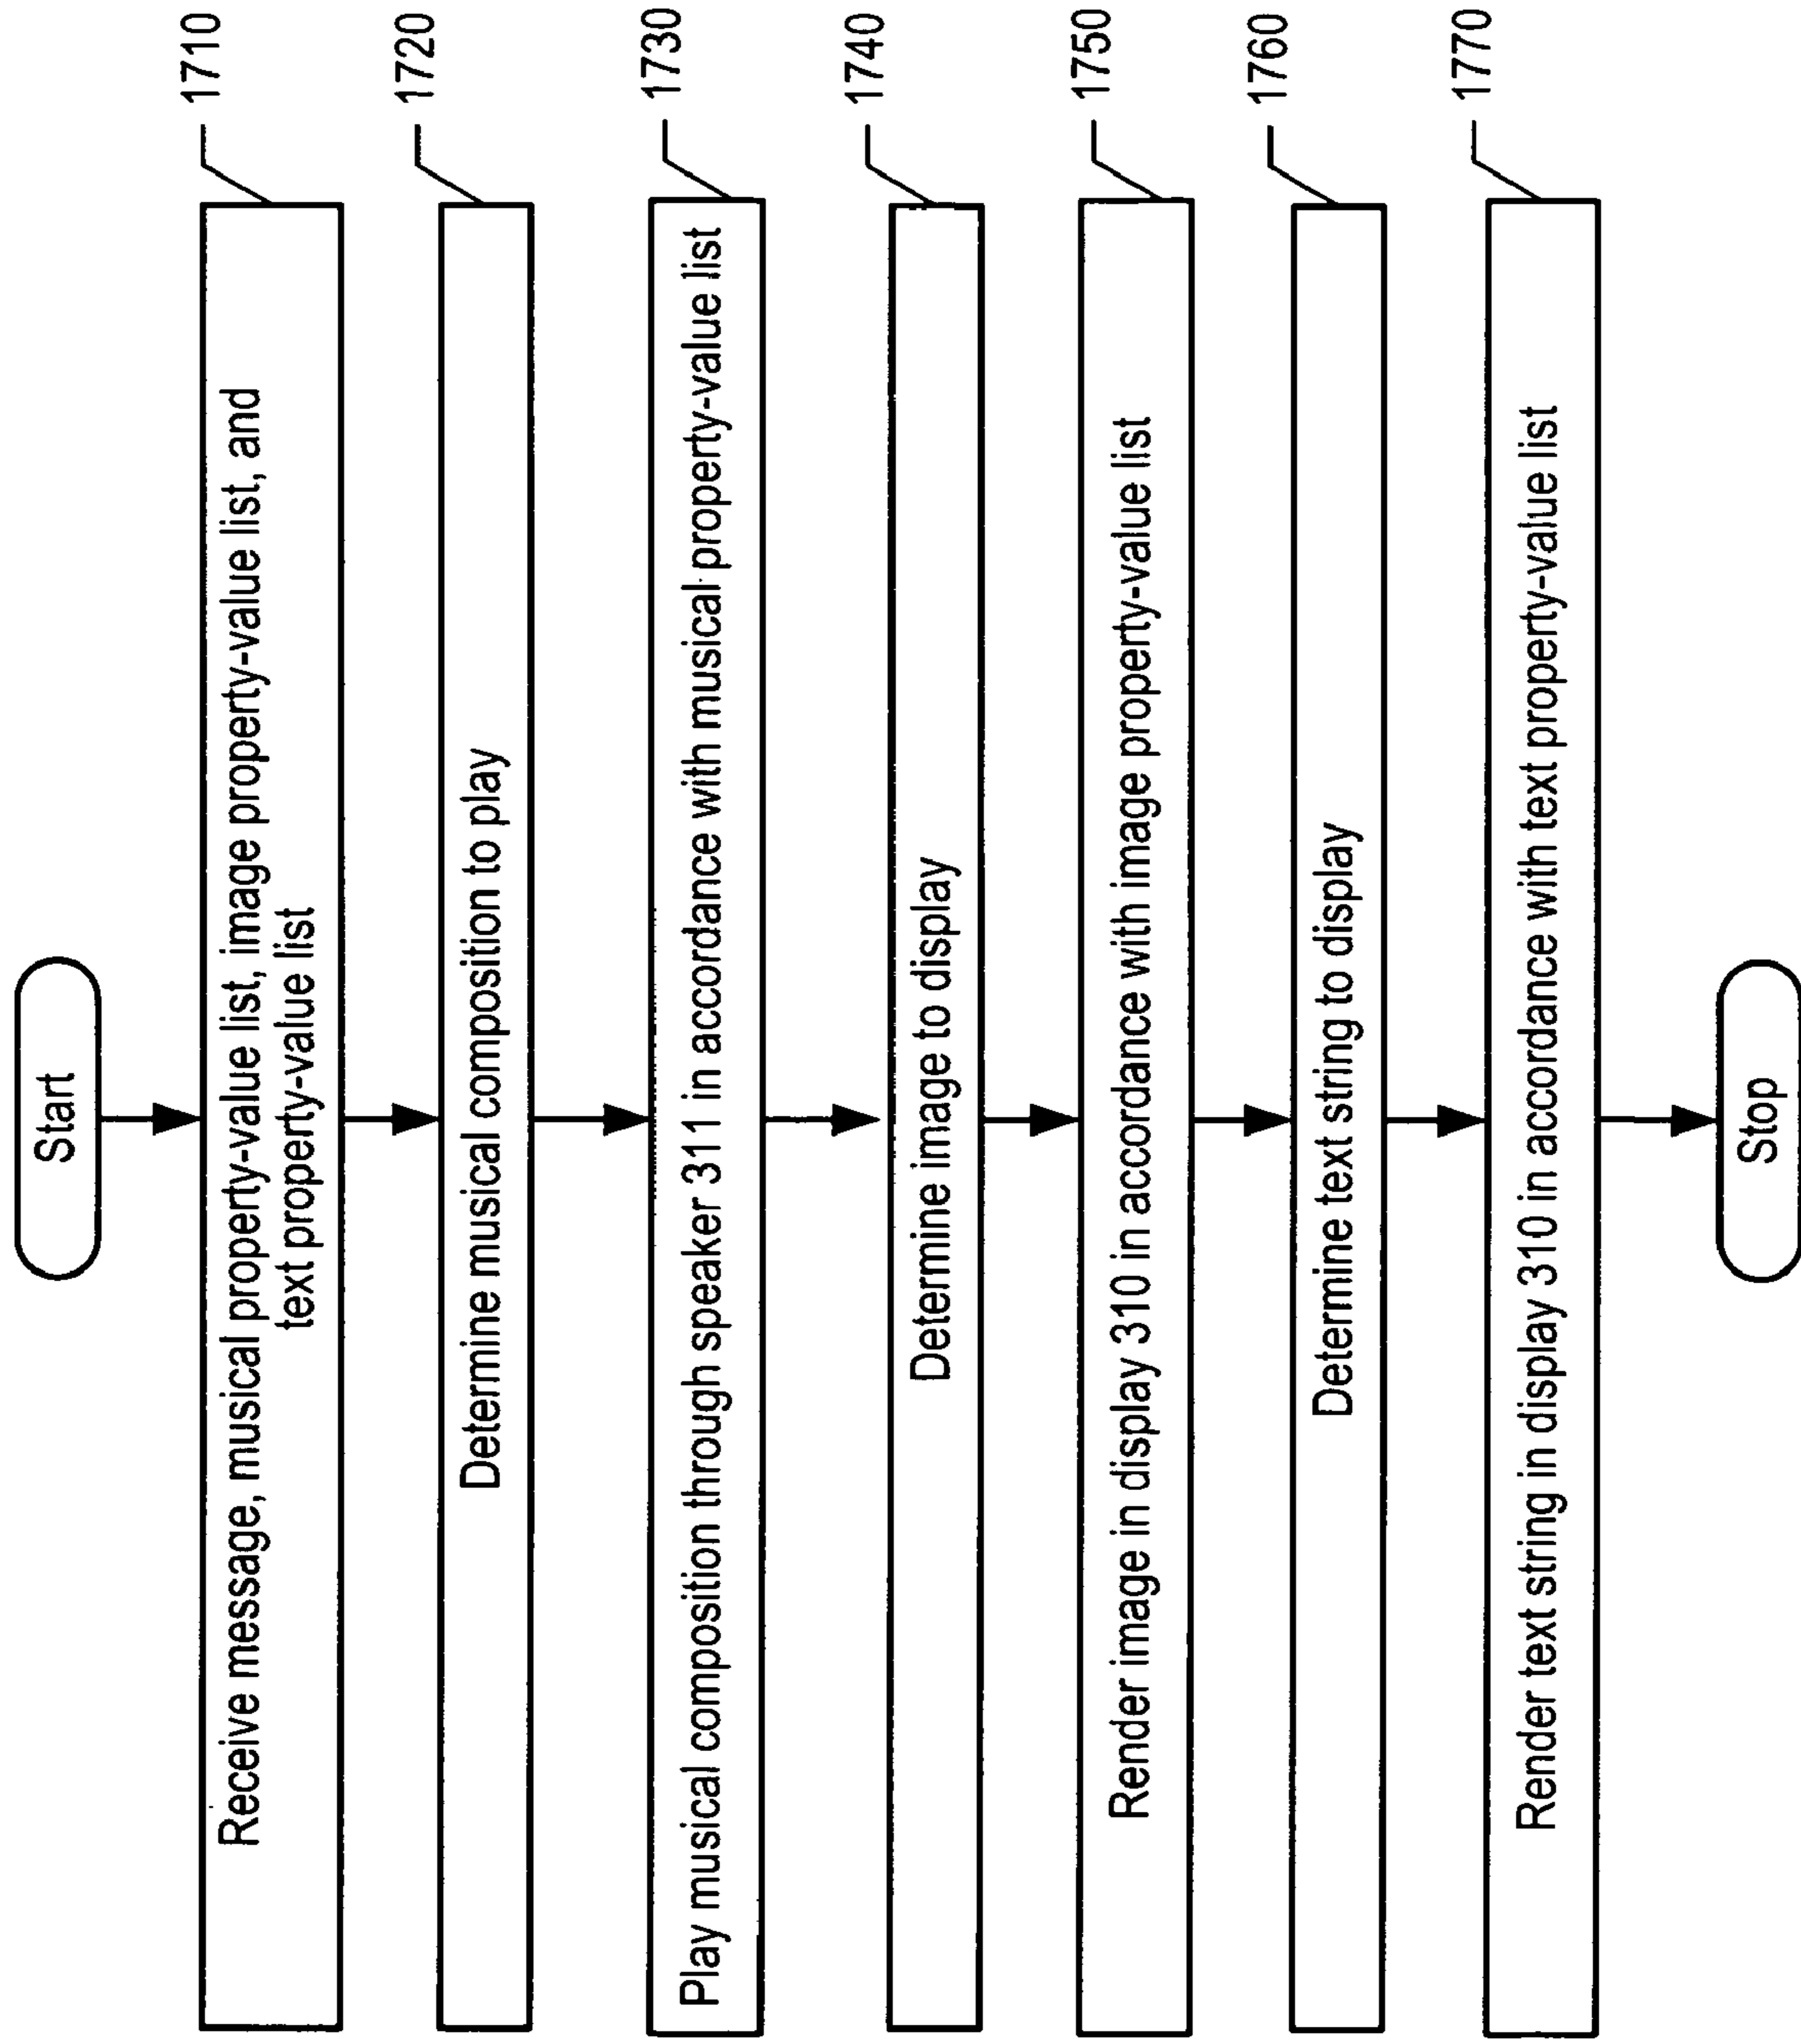 Start
Receive message, musical property-value list, image property-value list, and
text property-value list
1710
Determine musical composition to play
1720
Play musical composition through speaker 311 in accordance with musical property-value list
1730
Determine image to display
1740
Render image in display 310 in accordance with image property-value list
1750
Determine text string to display
1760
Render text string in display 310 in accordance with text property-value list
1770
Stop